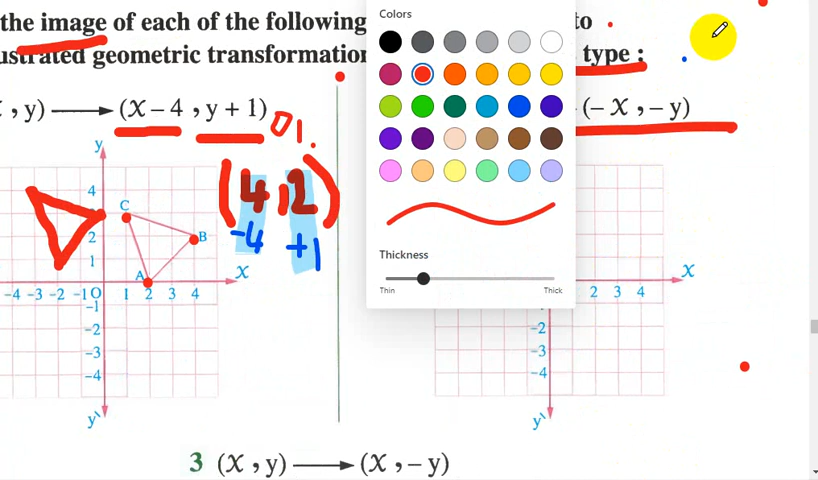 the image of each of the following to
ustrated geometric transformation type :
, y) ⟶ (X – 4 , y + 1) (– X , – y)
y
4
2
1
C
B
A
(4, 2)
-4 +1
X
-4 -3 -2 -1 O 1 2 3 4
-1
-2
-3
-4
y'
Colors
Thickness
Thin Thick
X
2 3 4
-2
-3
-4
y'
3 (X , y) ⟶ (X , – y)